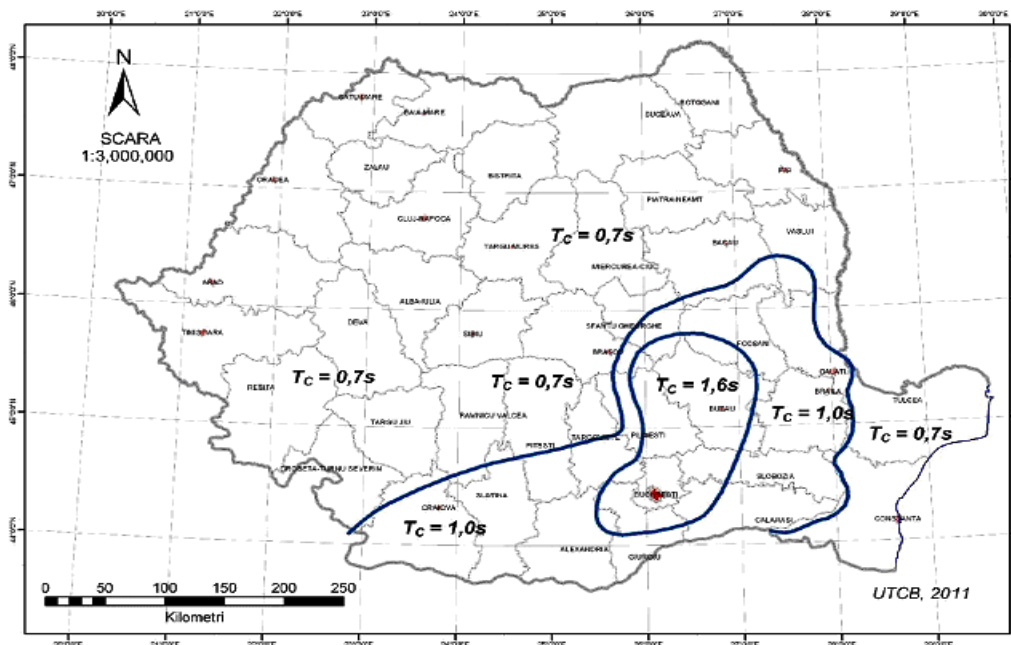 N
SCARA
1:3,000,000
BOTOSANI
SATU MARE
BAIA MARE
SUCEAVA
ZALAU
BISTRITA
IASI
ORADEA
PIATRA NEAMT
CLUJ-NAPOCA
VASLUI
TC = 0,7s
TARGU MURES
BACAU
MIERCUREA-CIUC
ARAD
ALBA-IULIA
DEVA
SFANTU GHEORGHE
TIMISOARA
SIBIU
FOCSANI
BRASOV
GALATI
TC = 0,7s
TC = 0,7s
TC = 1,6s
RESITA
BRAILA
TULCEA
BUZAU
TC = 1,0s
RAMNICU VALCEA
TARGU JIU
TC = 0,7s
PLOIESTI
PITESTI
DROBETA-TURNU SEVERIN
SLOBOZIA
SLATINA
BUCURESTI
CRAIOVA
CALARASI
CONSTANTA
TC = 1,0s
ALEXANDRIA
GIURGIU
0 50 100 150 200 250
Kilometri
UTCB, 2011